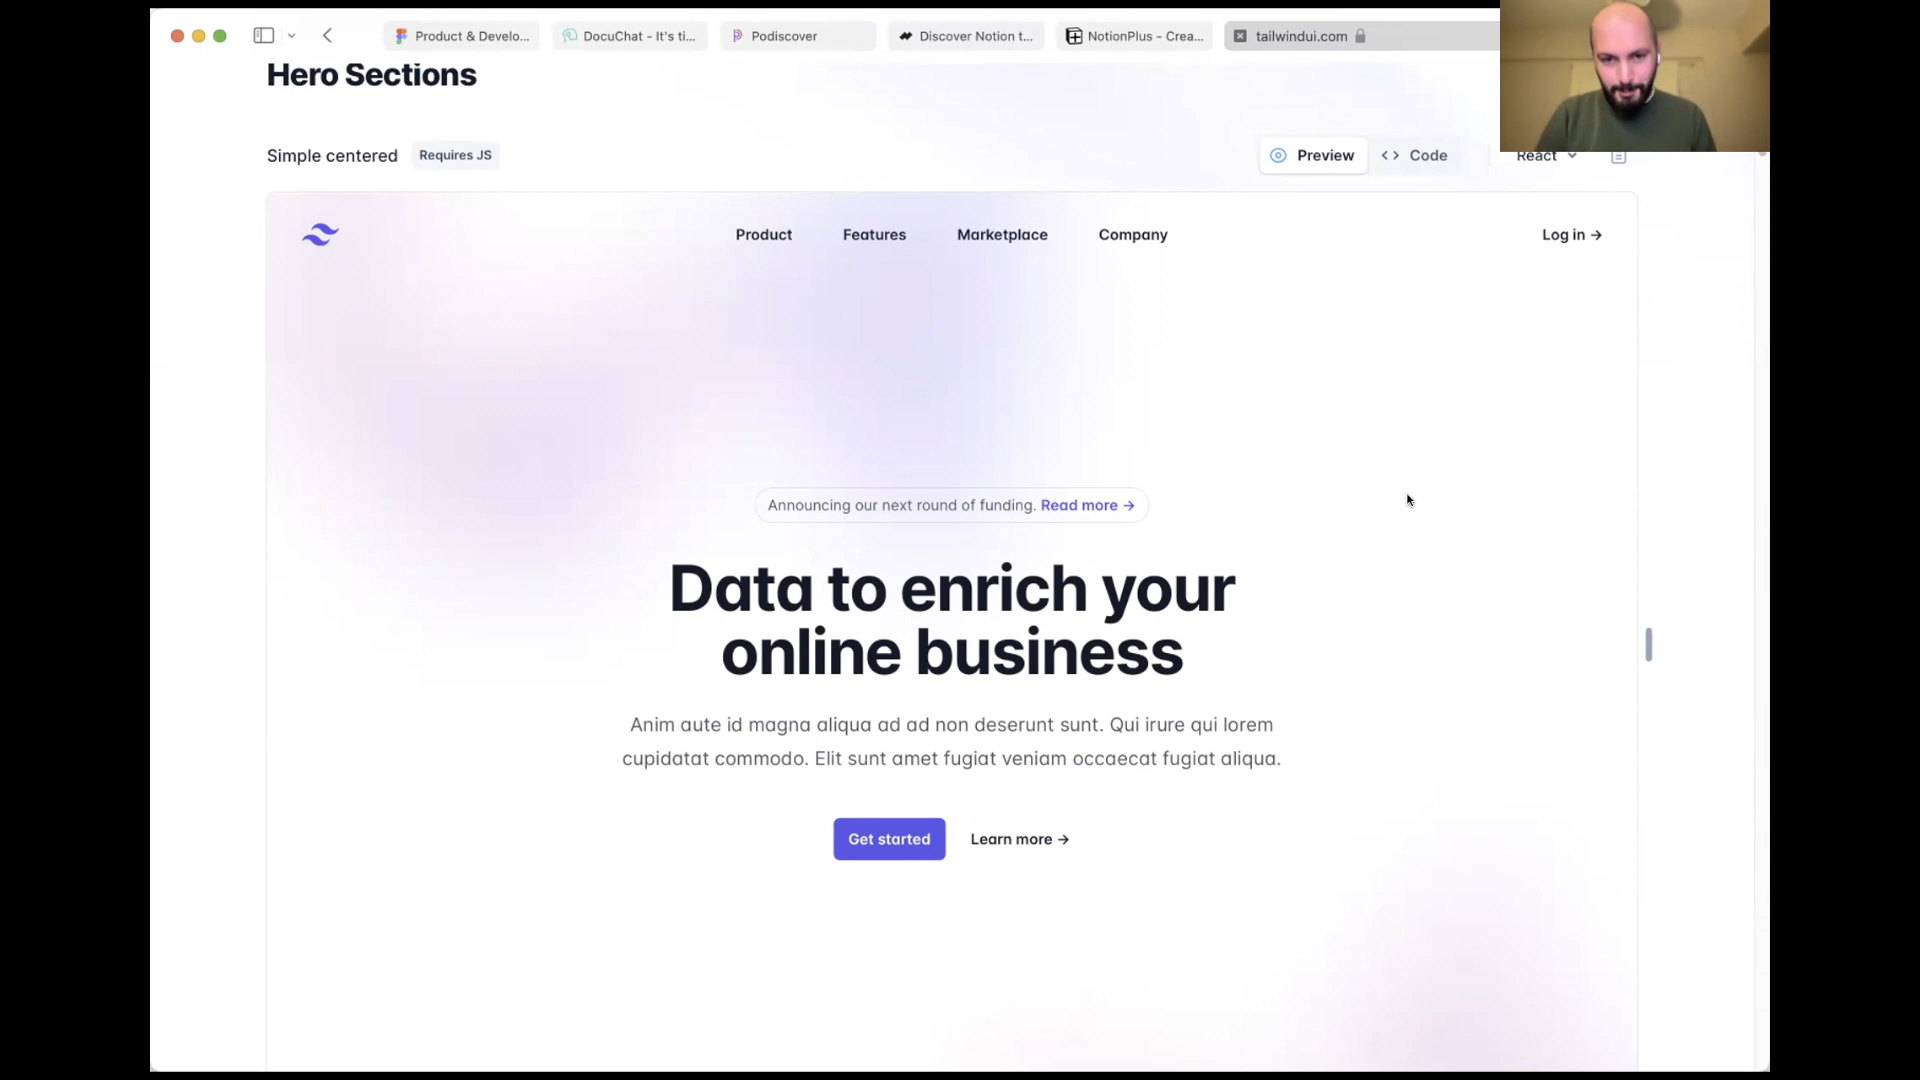 Product & Develo...
DocuChat - It's ti...
Podiscover
Discover Notion t...
NotionPlus - Crea...
tailwindui.com
Hero Sections
Simple centered
Requires JS
Preview
Code
React
Product
Features
Marketplace
Company
Log in →
Announcing our next round of funding. Read more →
Data to enrich your
online business
Anim aute id magna aliqua ad ad non deserunt sunt. Qui irure qui lorem
cupidatat commodo. Elit sunt amet fugiat veniam occaecat fugiat aliqua.
Get started
Learn more →